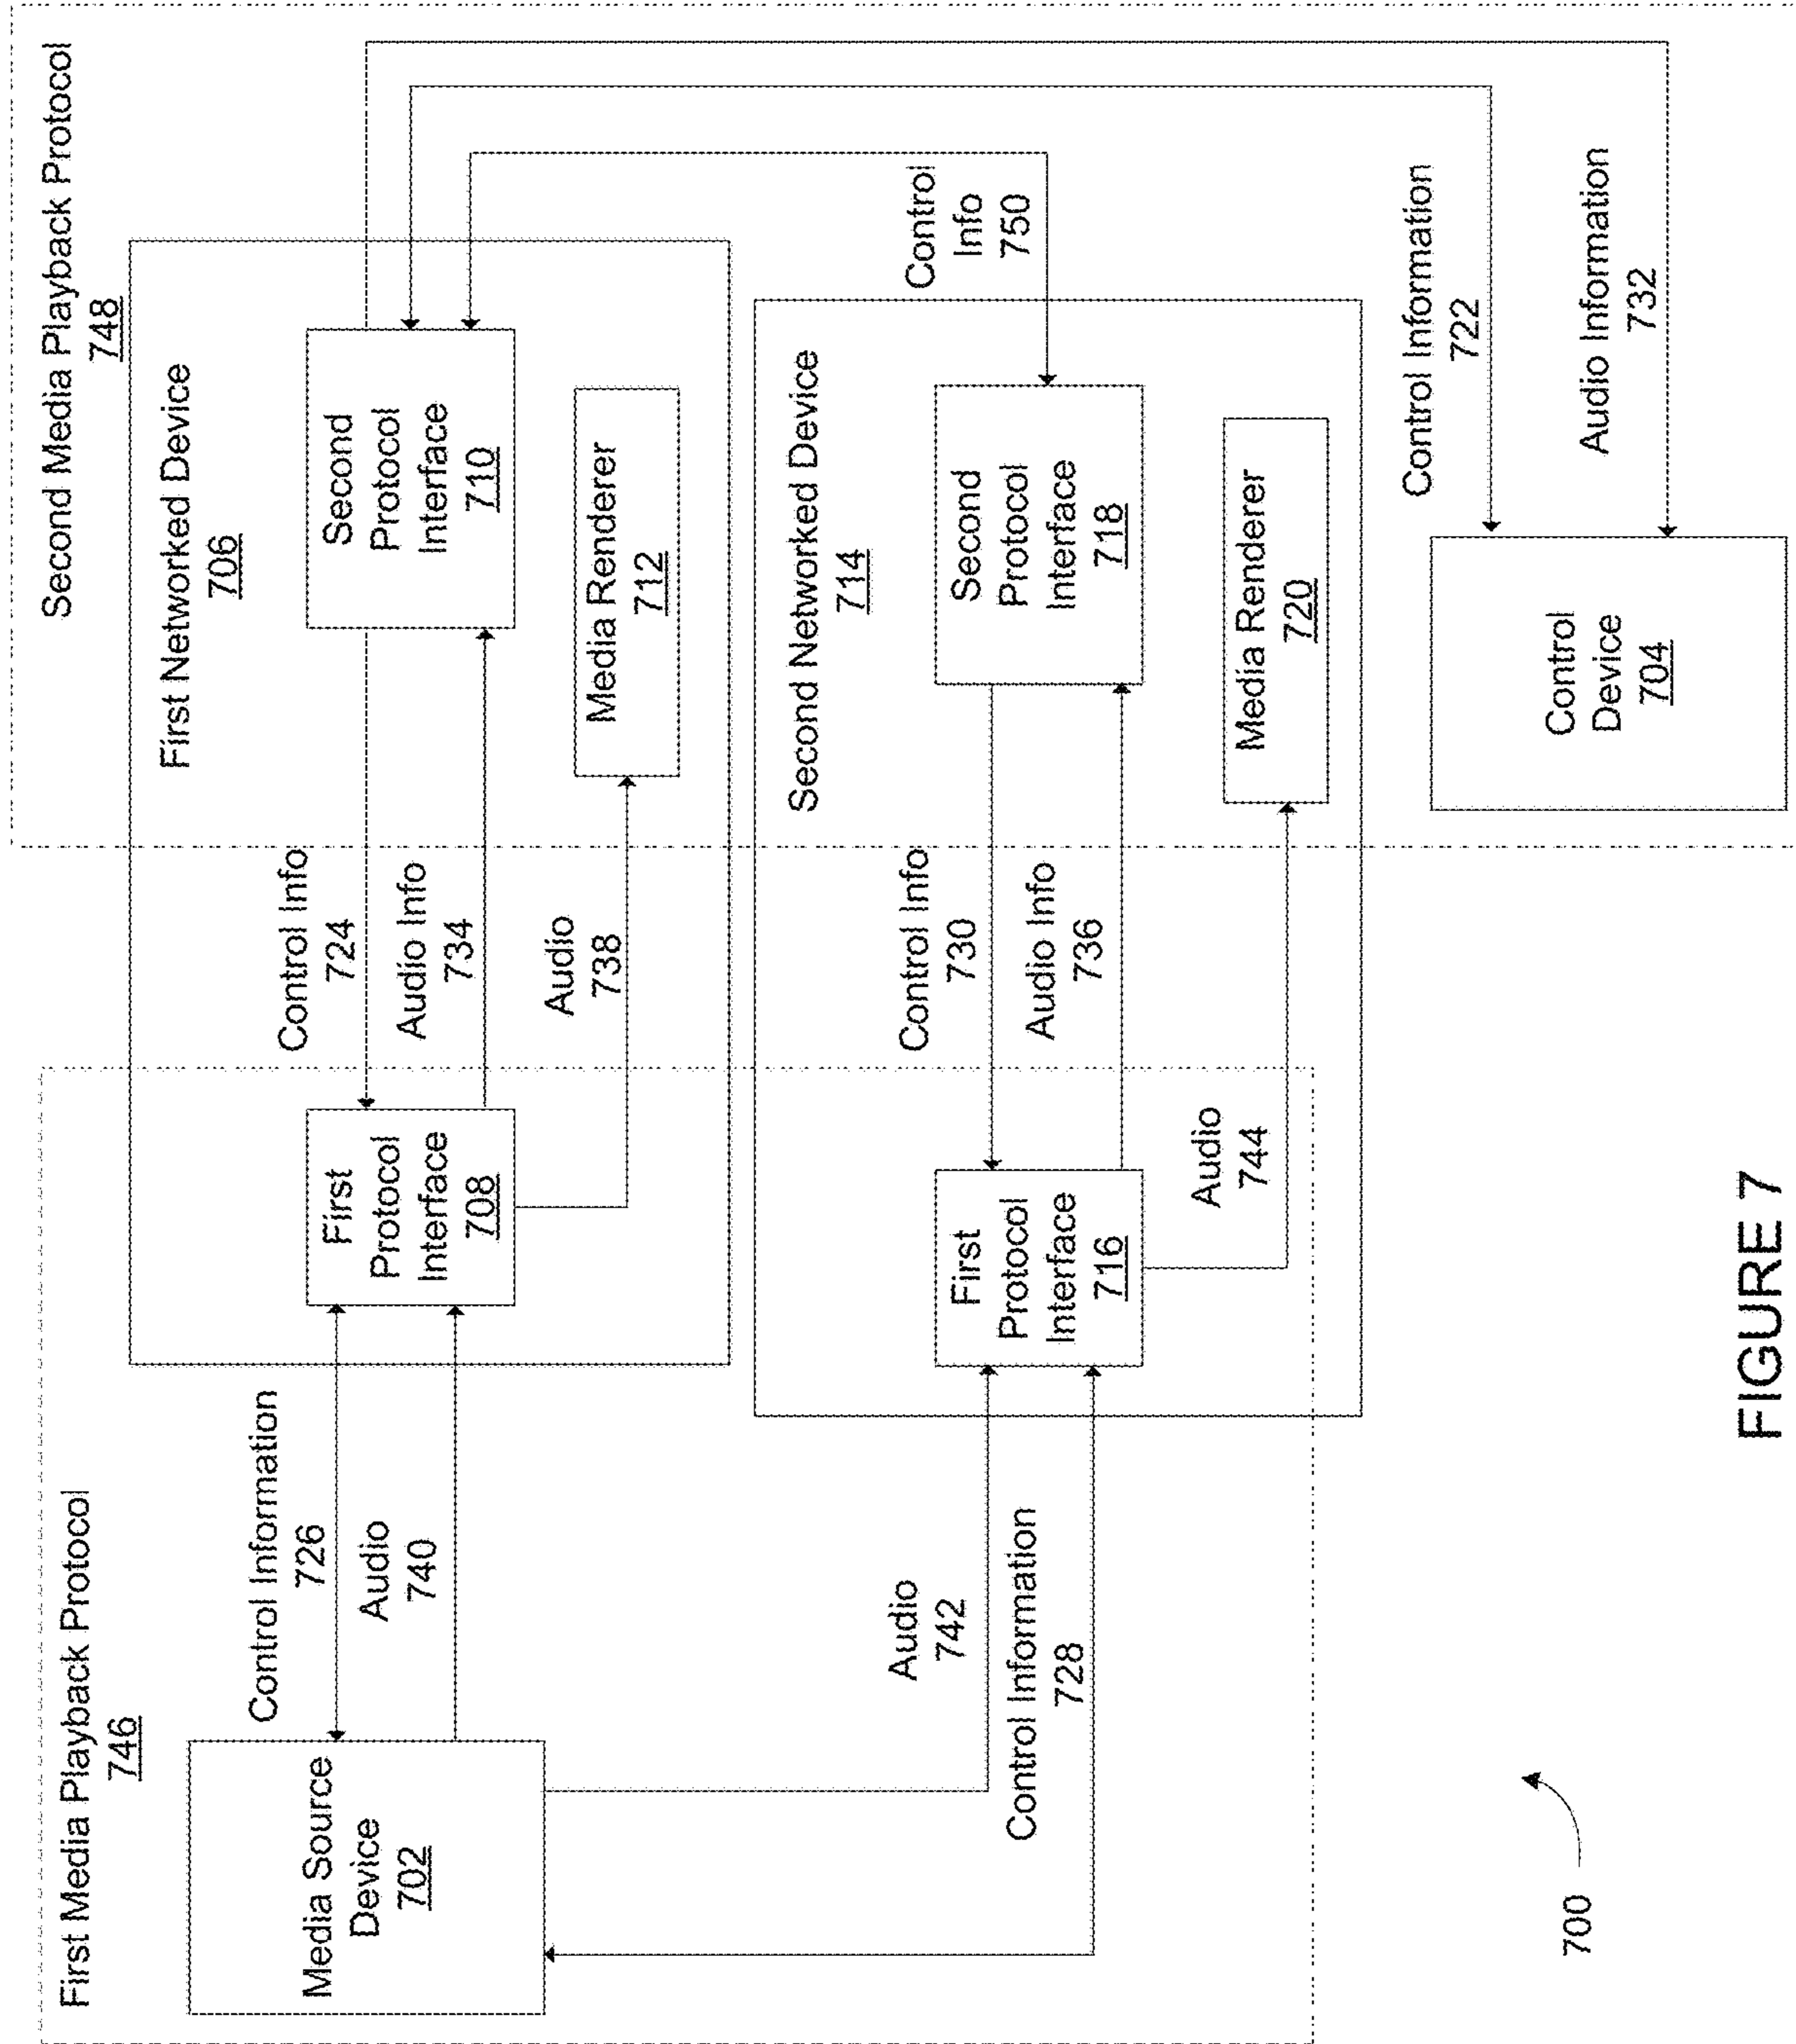 Second Media Playback Protocol
748
First Media Playback Protocol
746
First Networked Device
706
Media Source
Device
702
Control Information
726
Audio
740
First
Protocol
Interface
708
Control Info
724
Audio Info
734
Audio
738
Second
Protocol
Interface
710
Media Renderer
712
Second Networked Device
714
Audio
742
Control Information
728
First
Protocol
Interface
716
Control Info
730
Audio Info
736
Audio
744
Second
Protocol
Interface
718
Media Renderer
720
Control
Info
750
Control Information
722
Audio Information
732
Control
Device
704
700
FIGURE 7